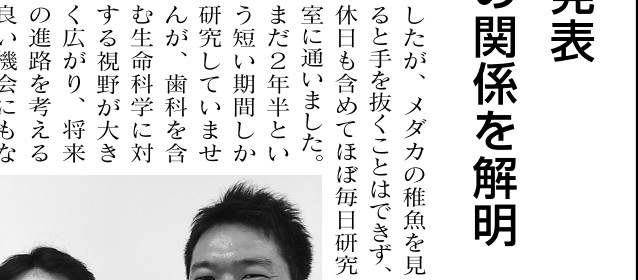 発表
の関係を解明
したが、メダカの稚魚を見
ると手を抜くことはできず、
休日も含めてほぼ毎日研究
室に通いました。
まだ2年半とい
う短い期間しか
研究していませ
んが、歯科を含
む生命科学に対
する視野が大き
く広がり、将来
の進路を考える
良い機会にもな